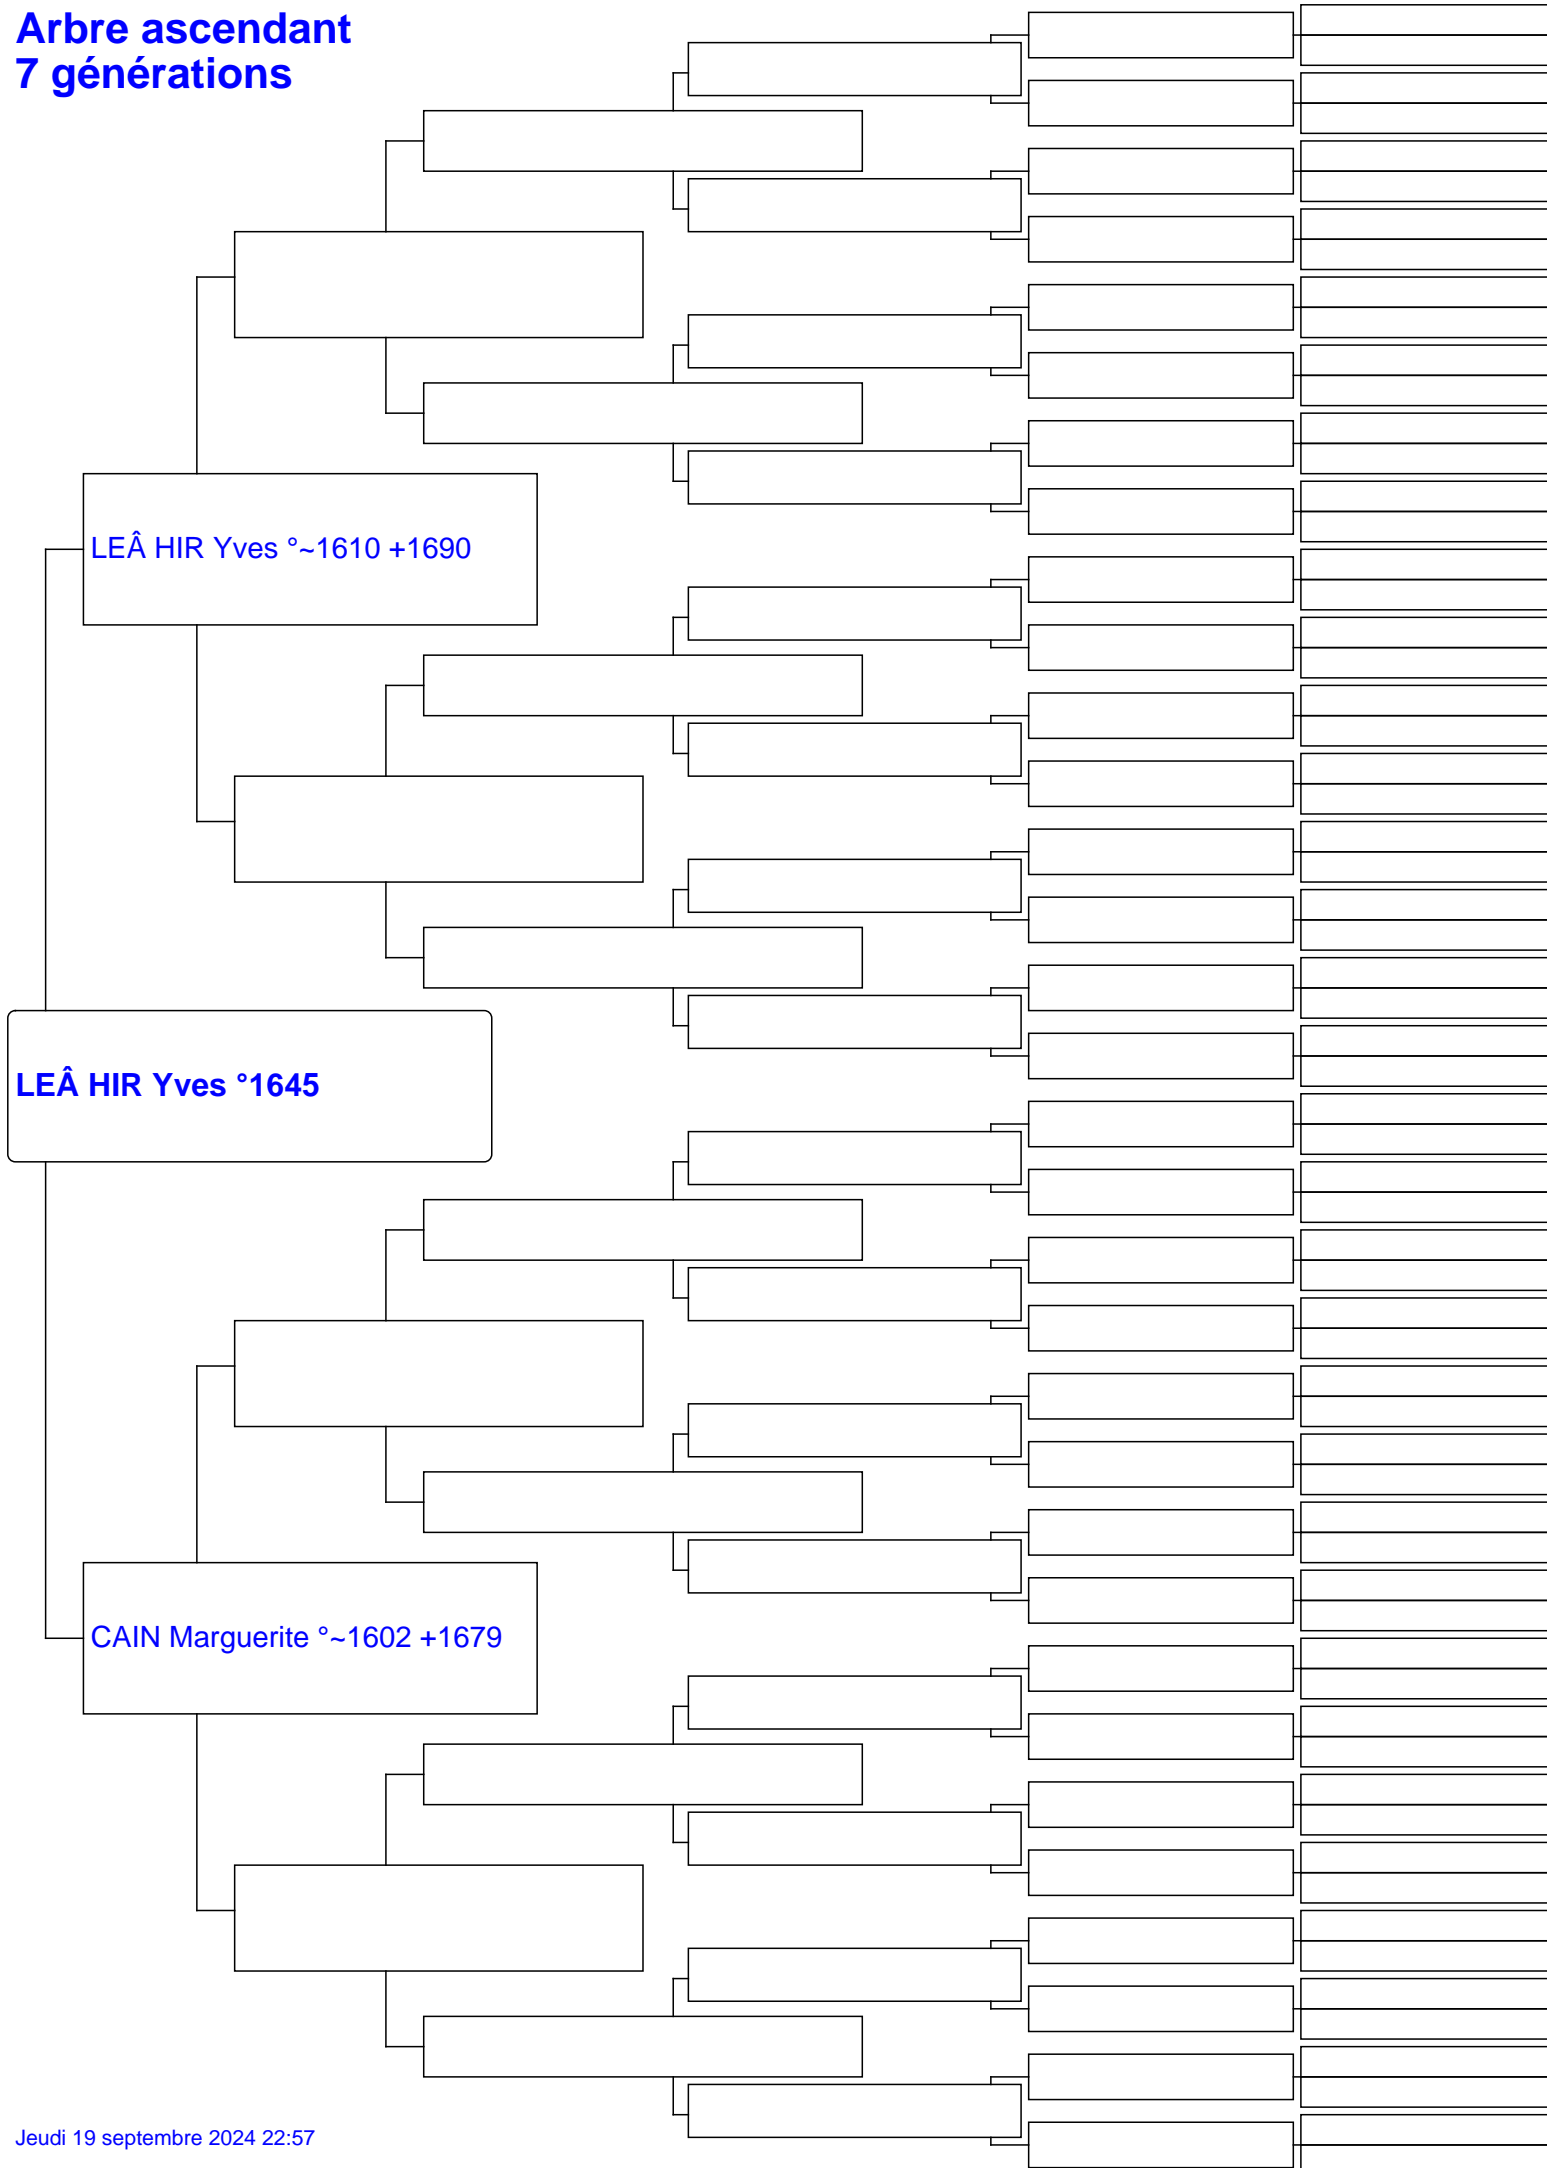 Arbre ascendant
7 générations
LEÂ HIR Yves °~1610 +1690
LEÂ HIR Yves °1645
CAIN Marguerite °~1602 +1679
Jeudi 19 septembre 2024 22:57